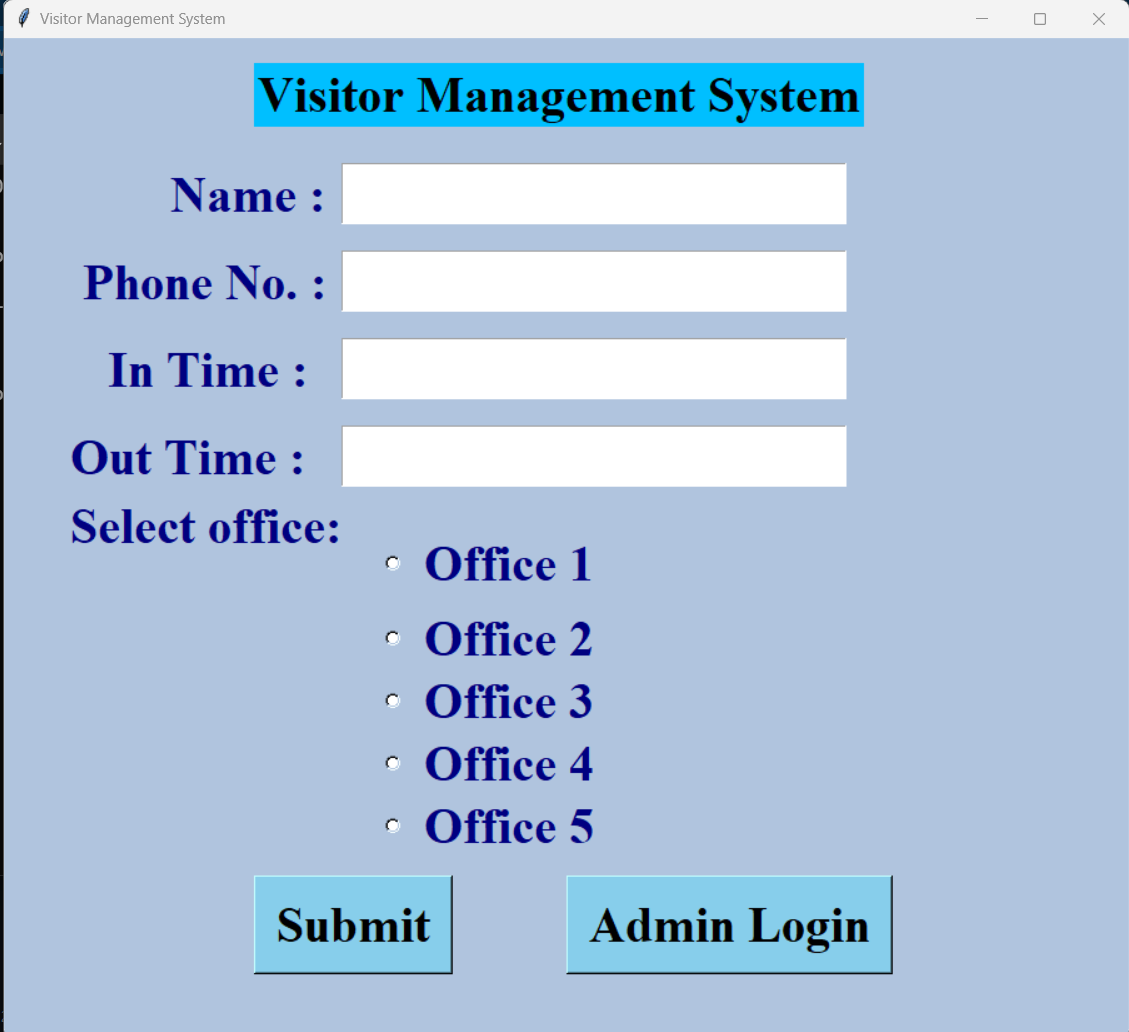 Visitor Management System
Visitor Management System
Name :
Phone No. :
In Time :
Out Time :
Select office:
Office 1
Office 2
Office 3
Office 4
Office 5
Submit
Admin Login